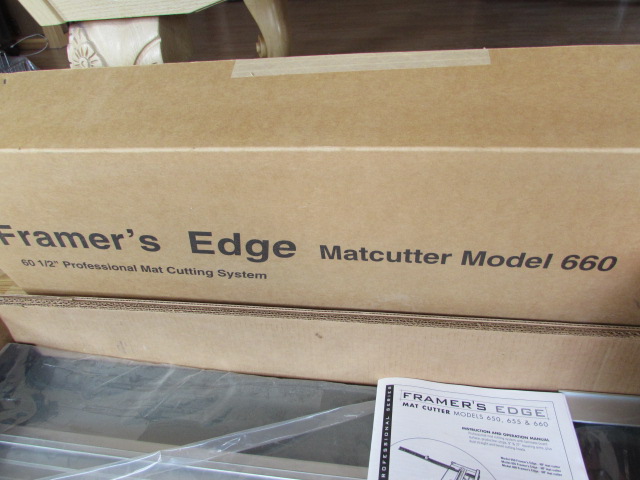 Framer's Edge Matcutter Model 660
60 1/2" Professional Mat Cutting System
PROFESSIONAL SERIES
FRAMER'S EDGE
MAT CUTTER MODELS 650, 655 & 660
INSTRUCTION AND OPERATION MANUAL